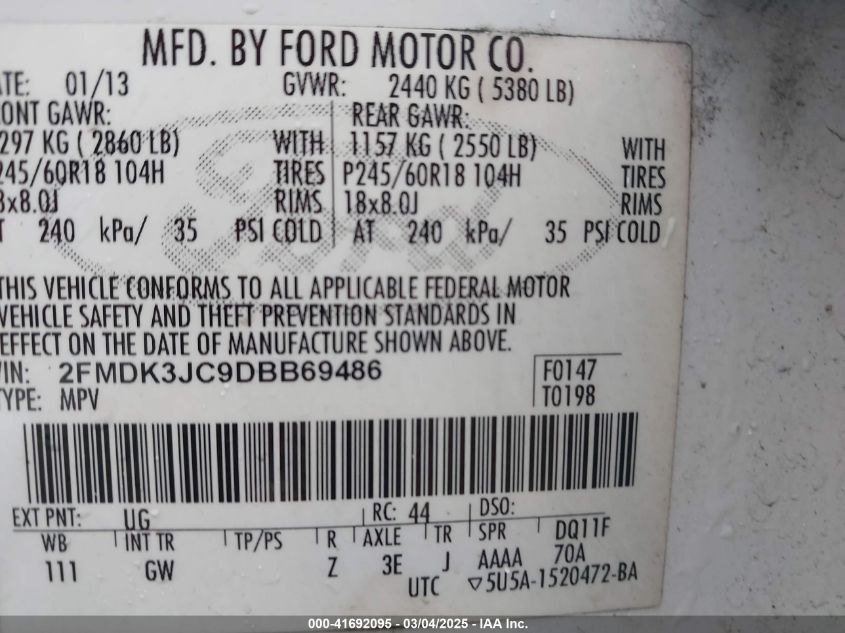 MFD. BY FORD MOTOR CO.
ATE: 01/13 GVWR: 2440 KG ( 5380 LB)
ONT GAWR: REAR GAWR:
297 KG ( 2860 LB) WITH 1157 KG ( 2550 LB) WITH
245/60R18 104H TIRES P245/60R18 104H TIRES
8x8.0J RIMS 18x8.0J RIMS
T 240 kPa/ 35 PSI COLD AT 240 kPa/ 35 PSI COLD
Ford
THIS VEHICLE CONFORMS TO ALL APPLICABLE FEDERAL MOTOR
VEHICLE SAFETY AND THEFT PREVENTION STANDARDS IN
EFFECT ON THE DATE OF MANUFACTURE SHOWN ABOVE.
VIN: 2FMDK3JC9DBB69486 F0147
TYPE: MPV T0198
EXT PNT: UG RC: 44 DSO:
WB INT TR TP/PS R AXLE TR SPR DQ11F
111 GW Z 3E J AAAA 70A
UTC ▽5U5A-1520472-BA
000-41692095 - 03/04/2025 - IAA Inc.